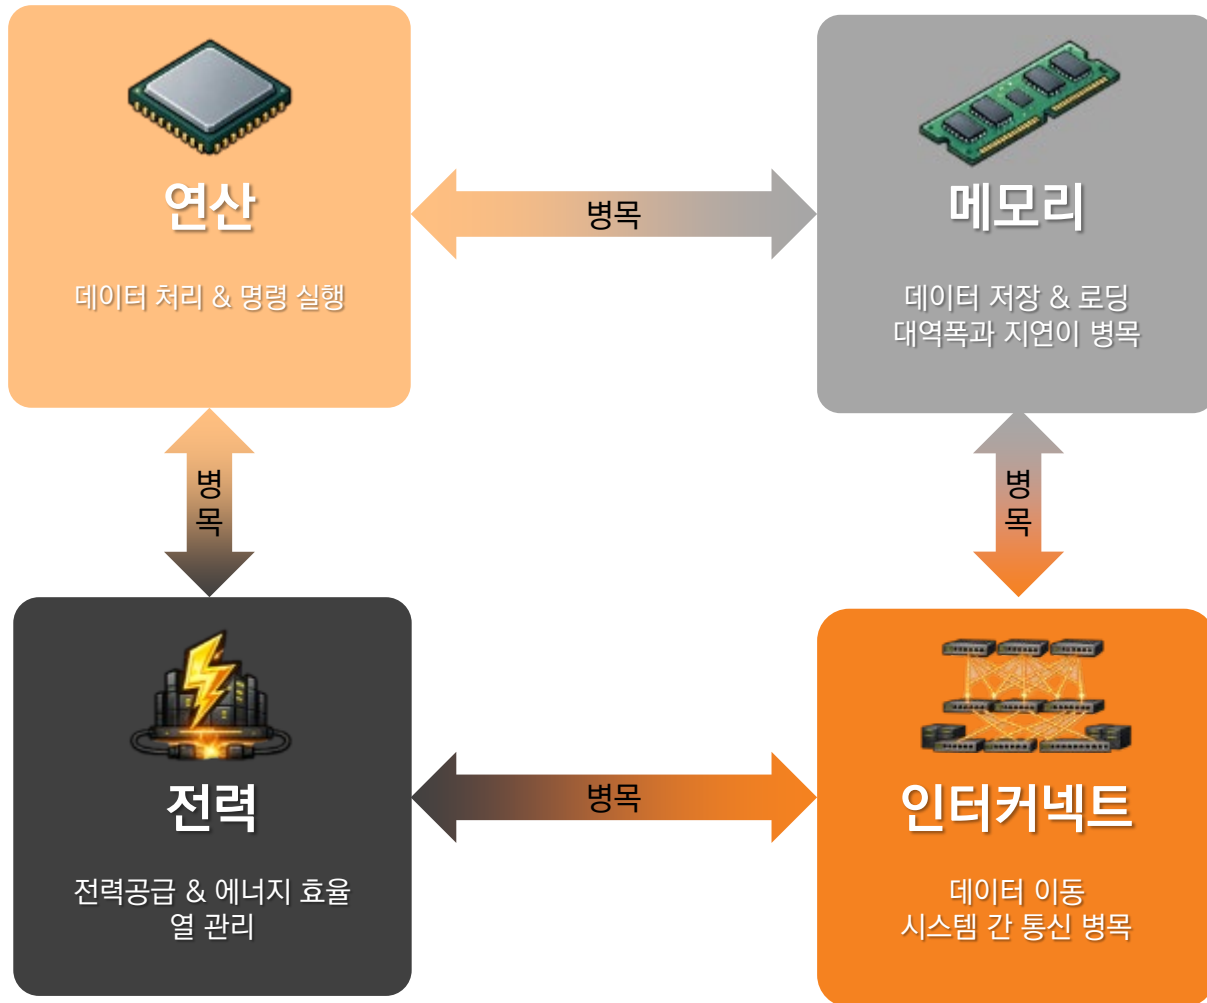 연산
데이터 처리 & 명령 실행
병목
메모리
데이터 저장 & 로딩
대역폭과 지연이 병목
병
목
병
목
전력
전력공급 & 에너지 효율
열 관리
병목
인터커넥트
데이터 이동
시스템 간 통신 병목